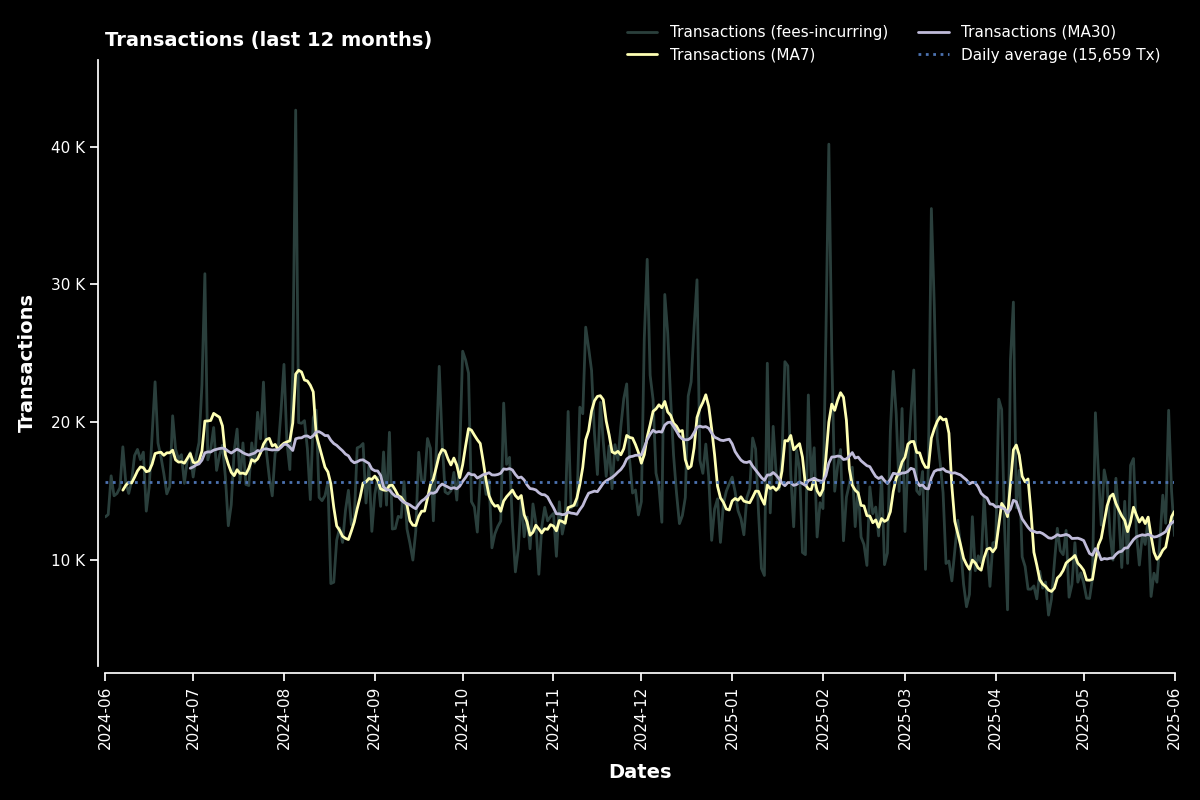 Transactions (last 12 months)
Transactions (fees-incurring)
Transactions (MA7)
Transactions (MA30)
Daily average (15,659 Tx)
Transactions
40 K
30 K
20 K
10 K
2024-06
2024-07
2024-08
2024-09
2024-10
2024-11
2024-12
2025-01
2025-02
2025-03
2025-04
2025-05
2025-06
Dates